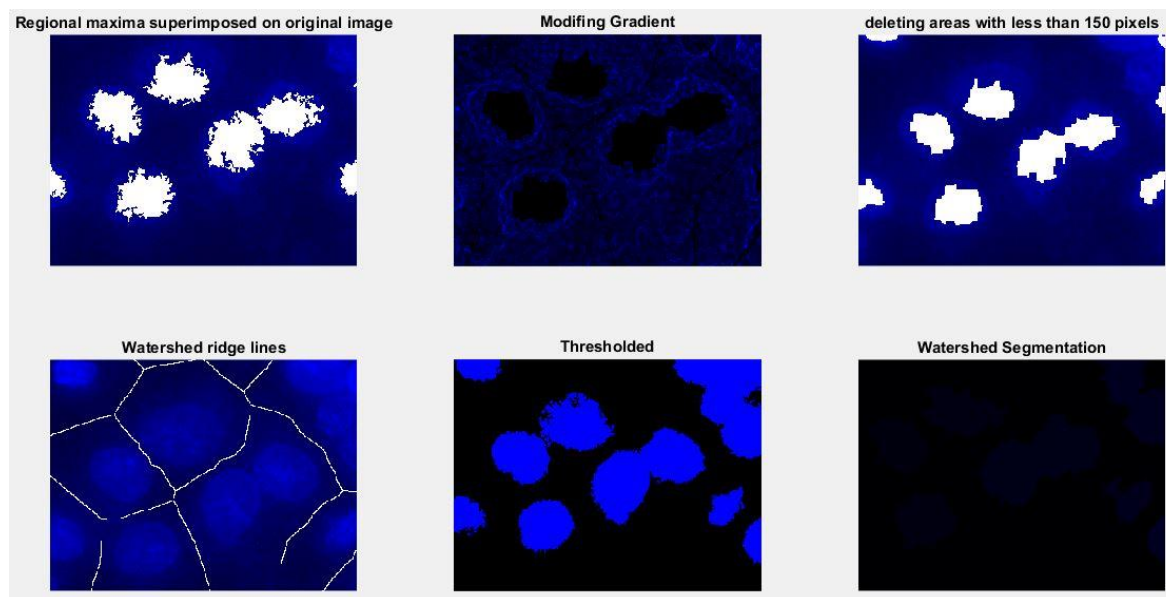 Regional maxima superimposed on original image
Modifing Gradient
deleting areas with less than 150 pixels
Watershed ridge lines
Thresholded
Watershed Segmentation